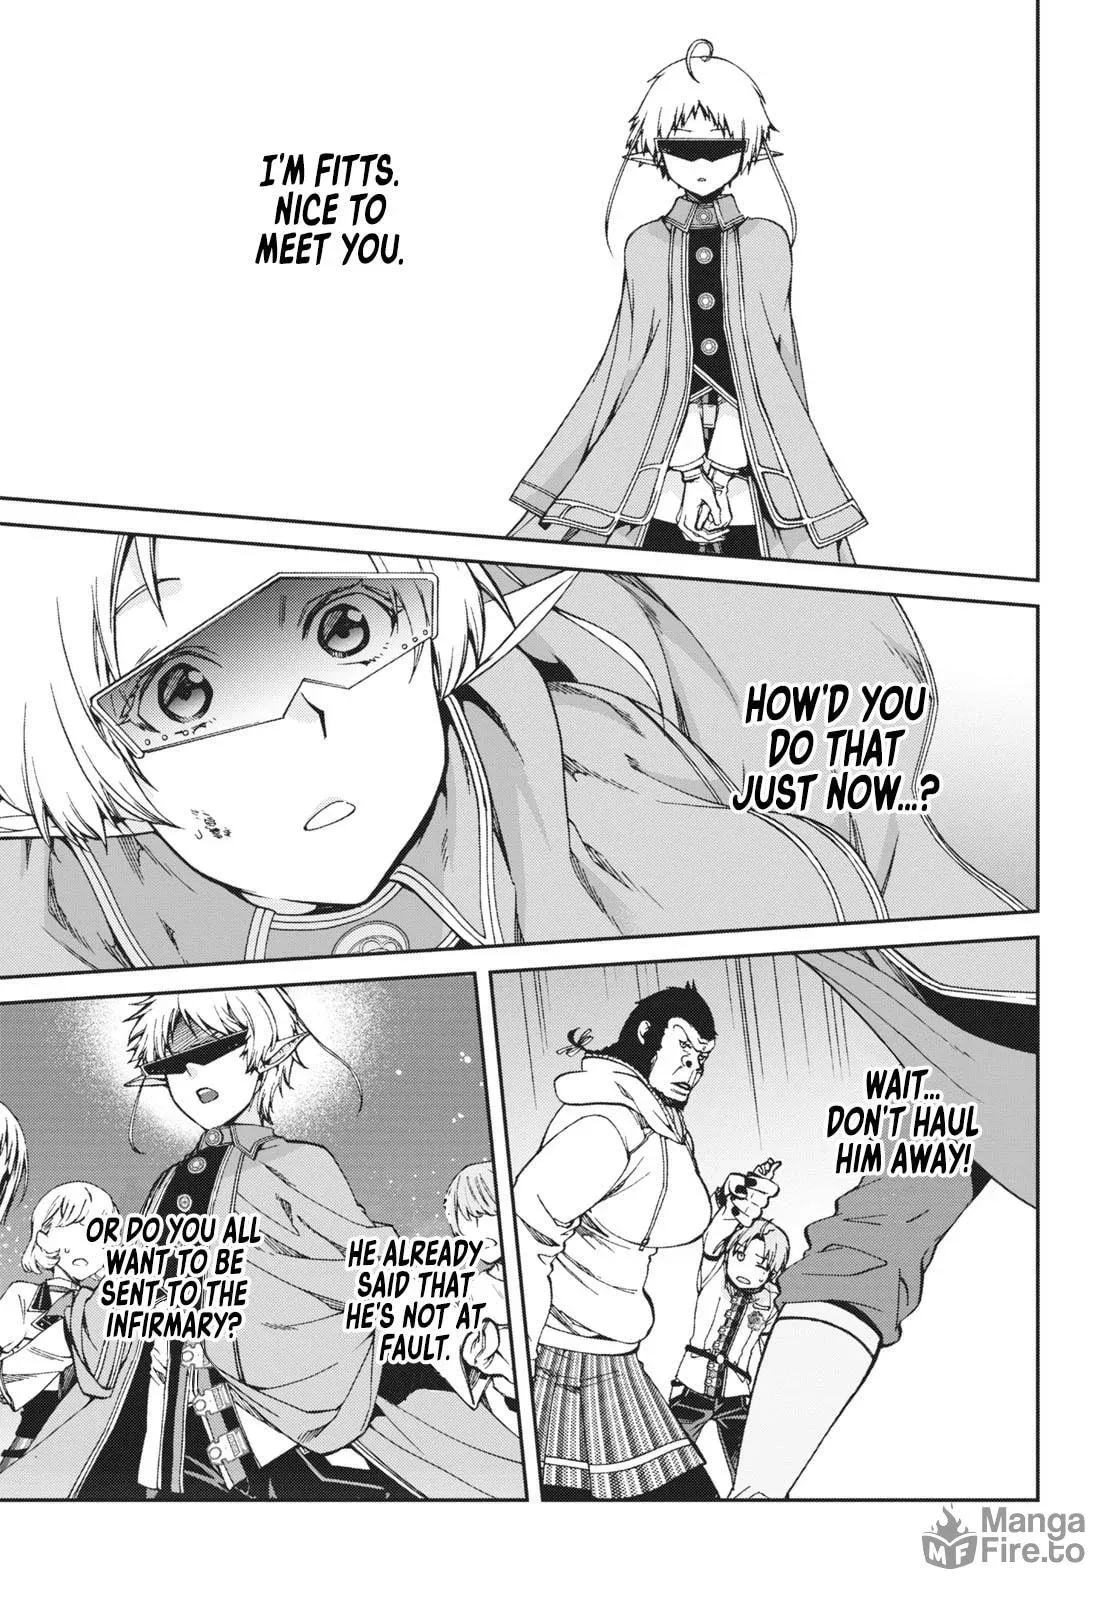 I'M FITTS.
NICE TO
MEET YOU.
HOW'D YOU
DO THAT
JUST NOW...?
WAIT...
DON'T HAUL
HIM AWAY!
HE ALREADY
SAID THAT
HE'S NOT AT
FAULT.
OR DO YOU ALL
WANT TO BE
SENT TO THE
INFIRMARY?
MF
Manga
Fire.to